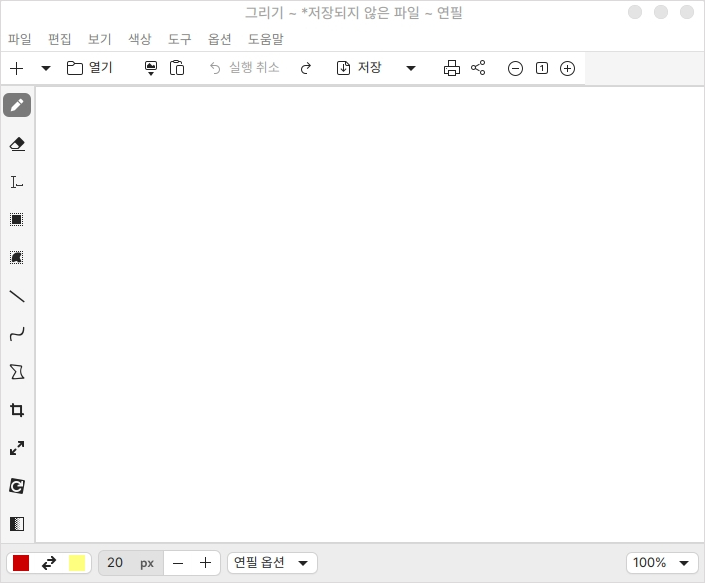 그리기 ~ *저장되지 않은 파일 ~ 연필
파일 편집 보기 색상 도구 옵션 도움말
열기 실행 취소 저장 1
20 px 연필 옵션 100%